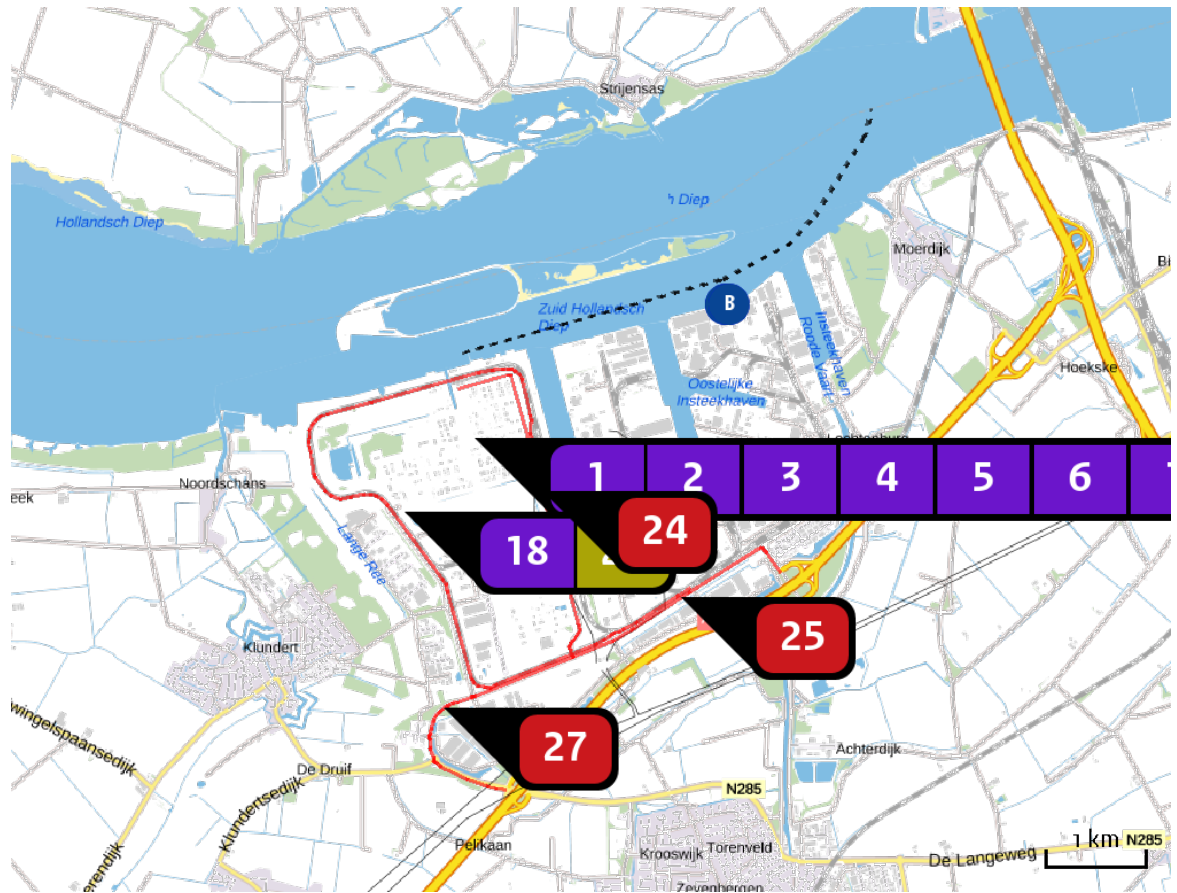 Strijensas
h Diep
Hollandsch Diep
Moerdijk
B
Zuid Hollandsch
Diep
Insteekhaven
Roode Vaart
Hoekske
Oostelijke
Insteekhaven
Noordschans
eek
1 2 3 4 5 6
24
18
Lange Ree
25
Klundert
27
De Druif
Achterdijk
N285
Klundertsedijk
Pelikaan
Krooswijk
Torenveld
De Langeweg
1 km
N285
Zevenbergen